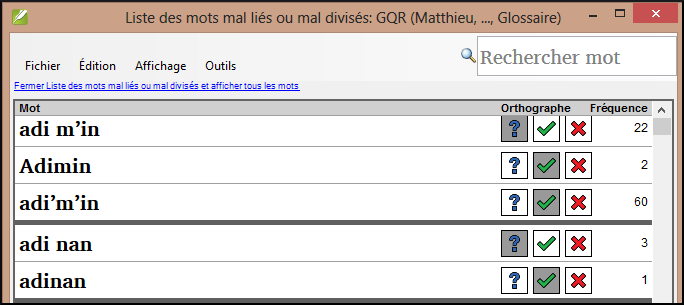 Liste des mots mal liés ou mal divisés: GQR (Matthieu, ..., Glossaire)
Fichier Édition Affichage Outils Rechercher mot
Fermer Liste des mots mal liés ou mal divisés et afficher tous les mots
Mot Orthographe Fréquence
adi m’in 22
Adimin 2
adi’m’in 60
adi nan 3
adinan 1